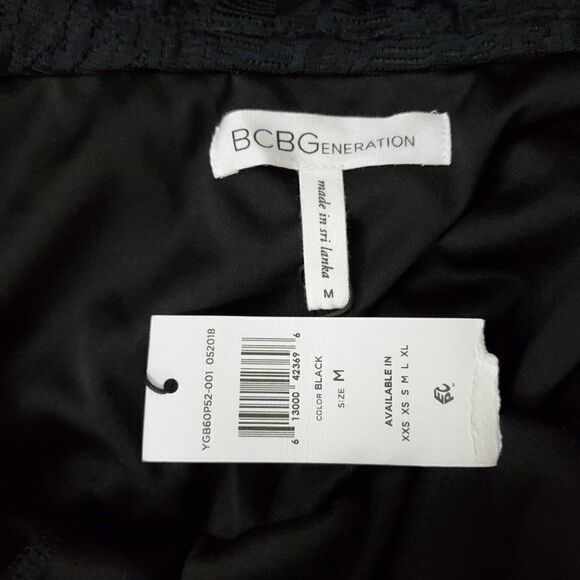 BCBGENERATION
made in sri lanka
M
YGB60P52-001 052018
6 13000 42369 6
COLOR BLACK
SIZE M
AVAILABLE IN
XXS XS S M L XL